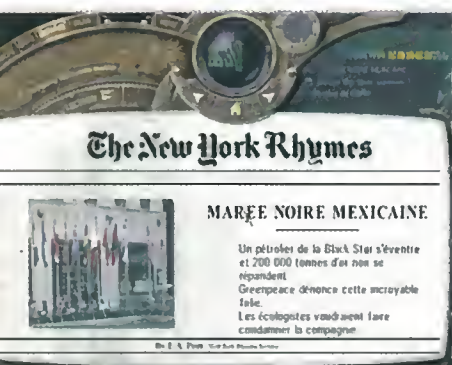 The New York Rhymes
MARÉE NOIRE MEXICAINE
Un pétrolier de la Black Star s'éventre
et 200 000 tonnes d'or noir se
répandent.
Greenpeace dénonce cette incroyable
folie.
Les écologistes voudraient faire
condamner la compagnie